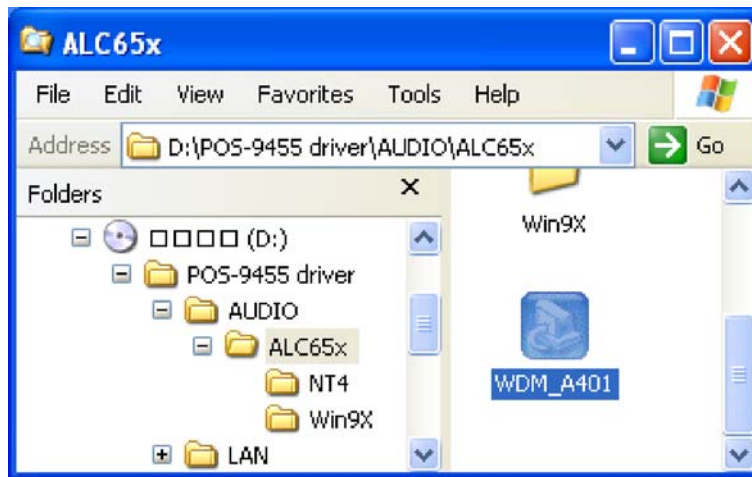 ALC65x
File Edit View Favorites Tools Help
Address D:\POS-9455 driver\AUDIO\ALC65x Go
Folders
□□□□ (D:)
POS-9455 driver
AUDIO
ALC65x
NT4
Win9X
LAN
Win9X
WDM_A401